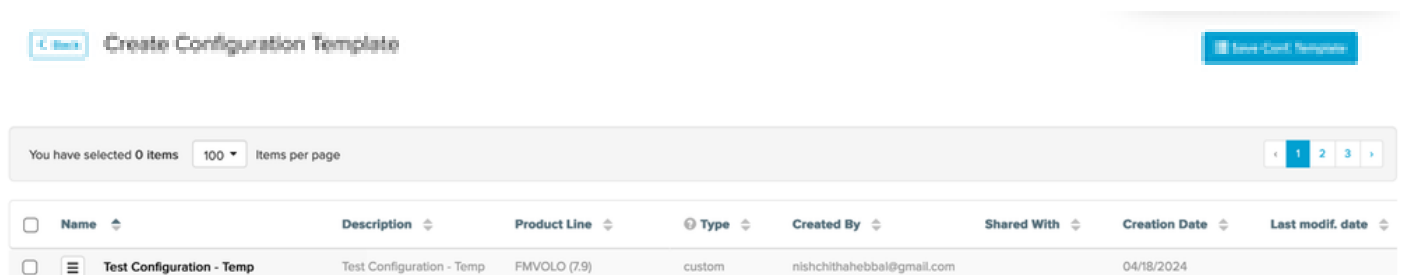 Back Create Configuration Template
Save Conf. Template
You have selected 0 items 100 Items per page
‹ 1 2 3 ›
Name Description Product Line Type Created By Shared With Creation Date Last modif. date
Test Configuration - Temp Test Configuration - Temp FMVOLO (7.9) custom nishchithahebbal@gmail.com 04/18/2024